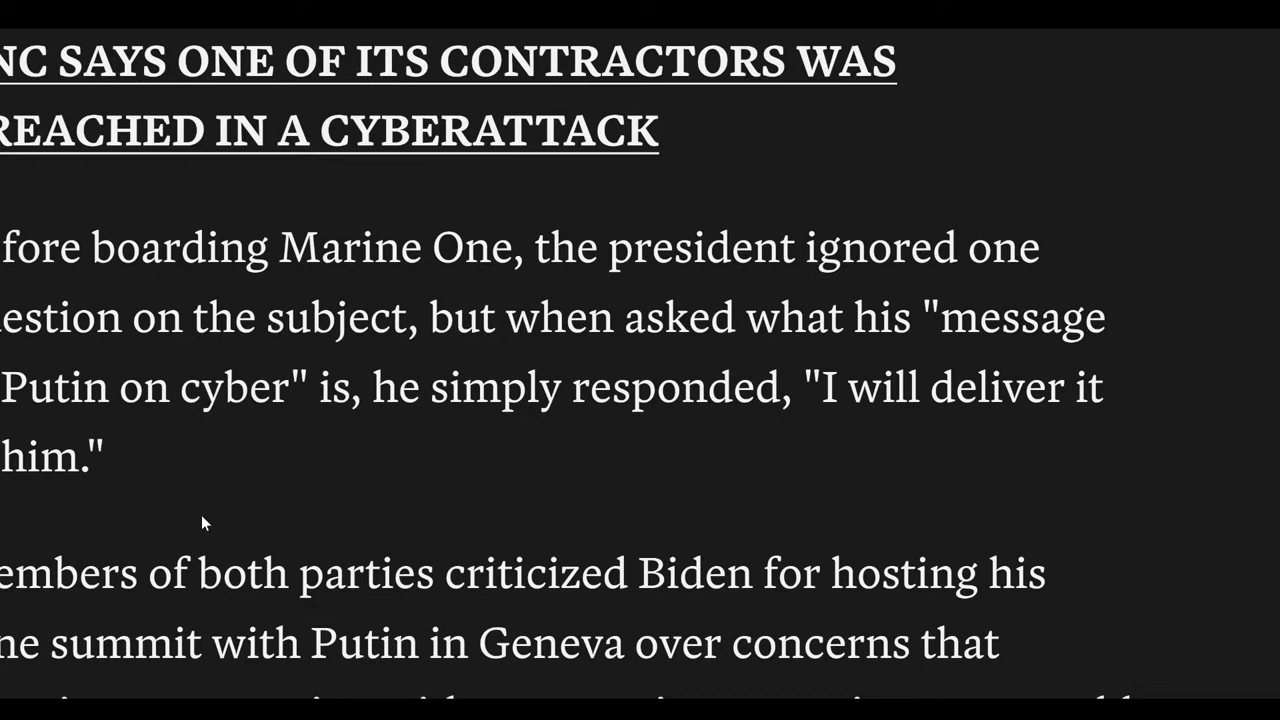 NC SAYS ONE OF ITS CONTRACTORS WAS
REACHED IN A CYBERATTACK
fore boarding Marine One, the president ignored one
estion on the subject, but when asked what his "message
Putin on cyber" is, he simply responded, "I will deliver it
him."
embers of both parties criticized Biden for hosting his
ne summit with Putin in Geneva over concerns that